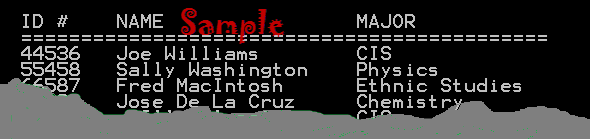 ID # NAME Sample MAJOR
===========================================
44536 Joe Williams CIS
55458 Sally Washington Physics
66587 Fred MacIntosh Ethnic Studies
Jose De La Cruz Chemistry